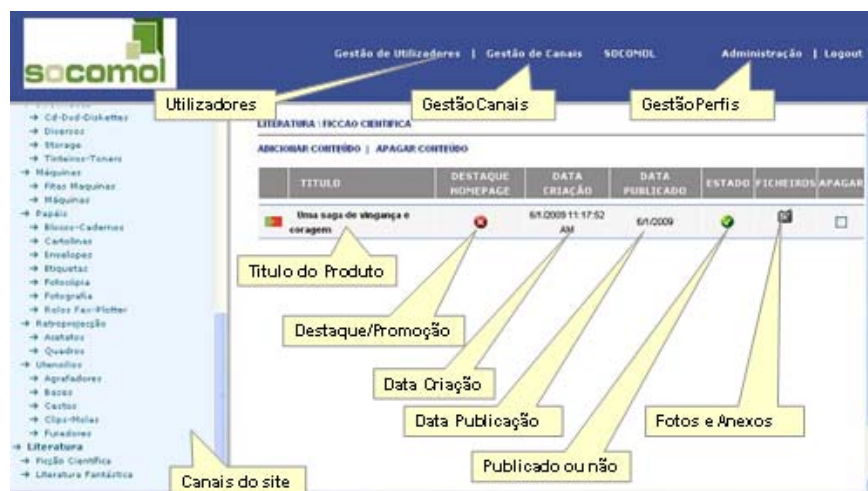 socomol
Gestão de Utilizadores | Gestão de Canais SOCOMOL Administração | Logout
Utilizadores
Gestão Canais
Gestão Perfis
Cd-Dvd-Diskettes
Diversos
Storage
Tinteiros-Toners
Máquinas
Fitas Maquinas
Máquinas
Papéis
Blocos-Cadernos
Cartolinas
Envelopes
Etiquetas
Fotocópia
Fotografia
Rolos Fax-Plotter
Retroprojecção
Acetatos
Quadros
Utensílios
Agrafadores
Bases
Cestos
Clips-Molas
Furadores
Literatura
Ficção Científica
Literatura Fantástica
Canais do site
LITERATURA \ FICCAO CIENTIFICA
ADICIONAR CONTEÚDO | APAGAR CONTEÚDO
TITULO
DESTAQUE HOMEPAGE
DATA CRIAÇÃO
DATA PUBLICADO
ESTADO
FICHEIROS
APAGAR
Uma saga de vingança e
coragem
6/1/2009 11:17:52
AM
6/1/2009
Titulo do Produto
Destaque/Promoção
Data Criação
Data Publicação
Fotos e Anexos
Publicado ou não